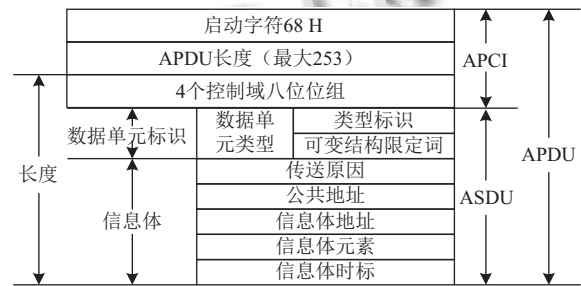 启动字符68 H
APDU长度（最大253）
APCI
4个控制域八位位组
数据单元标识
数据单
元类型
类型标识
可变结构限定词
APDU
长度
传送原因
公共地址
ASDU
信息体
信息体地址
信息体元素
信息体时标